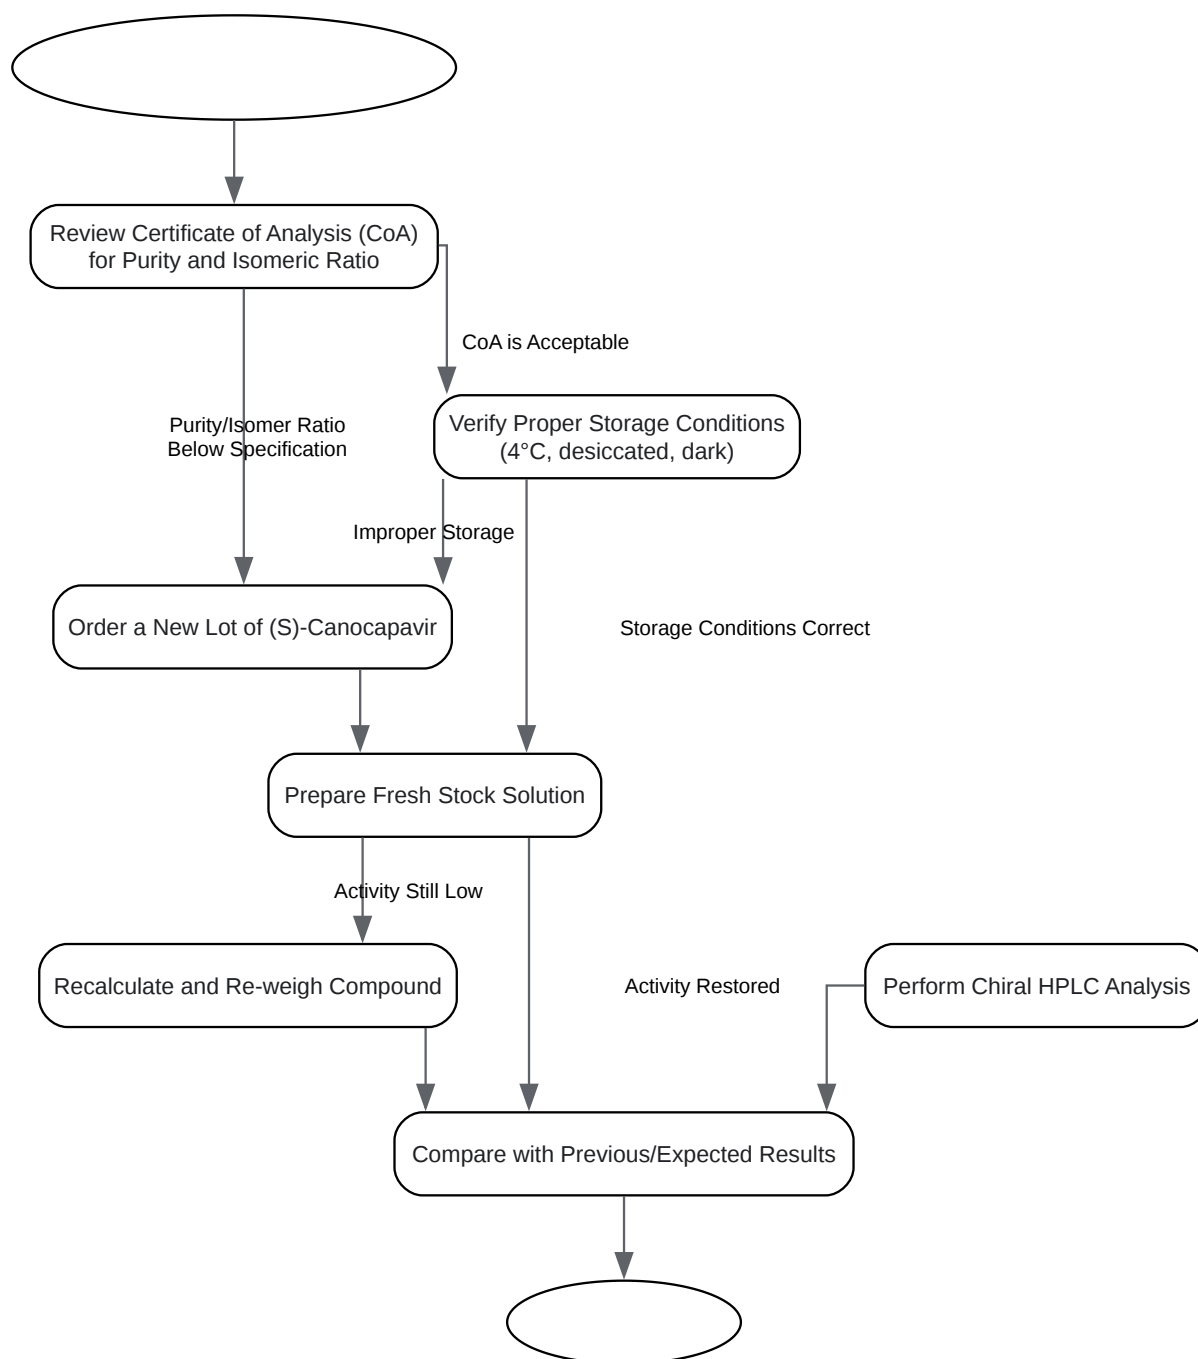 Review Certificate of Analysis (CoA)
for Purity and Isomeric Ratio
CoA is Acceptable
Purity/Isomer Ratio
Below Specification
Verify Proper Storage Conditions
(4°C, desiccated, dark)
Improper Storage
Order a New Lot of (S)-Canocapavir
Storage Conditions Correct
Prepare Fresh Stock Solution
Activity Still Low
Recalculate and Re-weigh Compound
Activity Restored
Perform Chiral HPLC Analysis
Compare with Previous/Expected Results